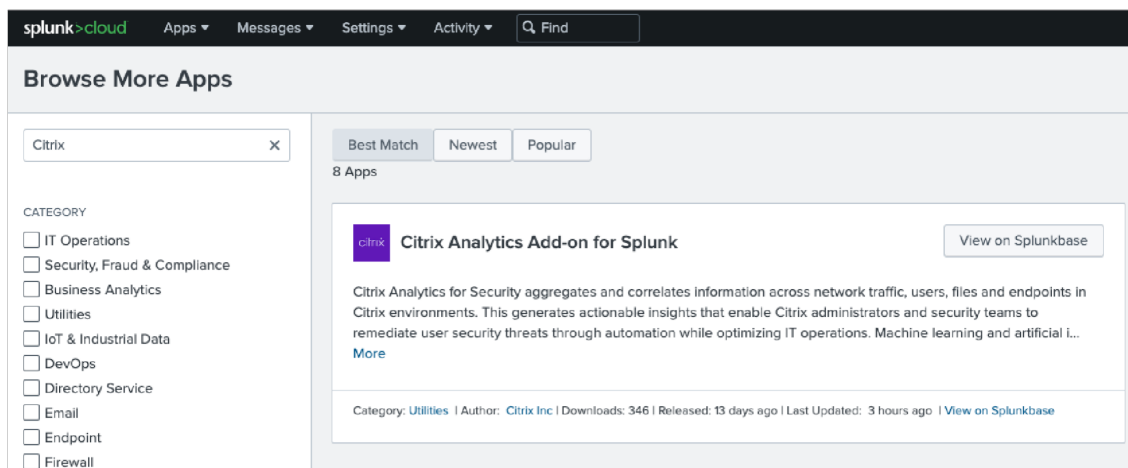 splunk>cloud Apps Messages Settings Activity Find
Browse More Apps
Citrix
Best Match Newest Popular
8 Apps
CATEGORY
IT Operations
Security, Fraud & Compliance
Business Analytics
Utilities
IoT & Industrial Data
DevOps
Directory Service
Email
Endpoint
Firewall
citrix
Citrix Analytics Add-on for Splunk
View on Splunkbase
Citrix Analytics for Security aggregates and correlates information across network traffic, users, files and endpoints in
Citrix environments. This generates actionable insights that enable Citrix administrators and security teams to
remediate user security threats through automation while optimizing IT operations. Machine learning and artificial i...
More
Category: Utilities | Author: Citrix Inc | Downloads: 346 | Released: 13 days ago | Last Updated: 3 hours ago | View on Splunkbase